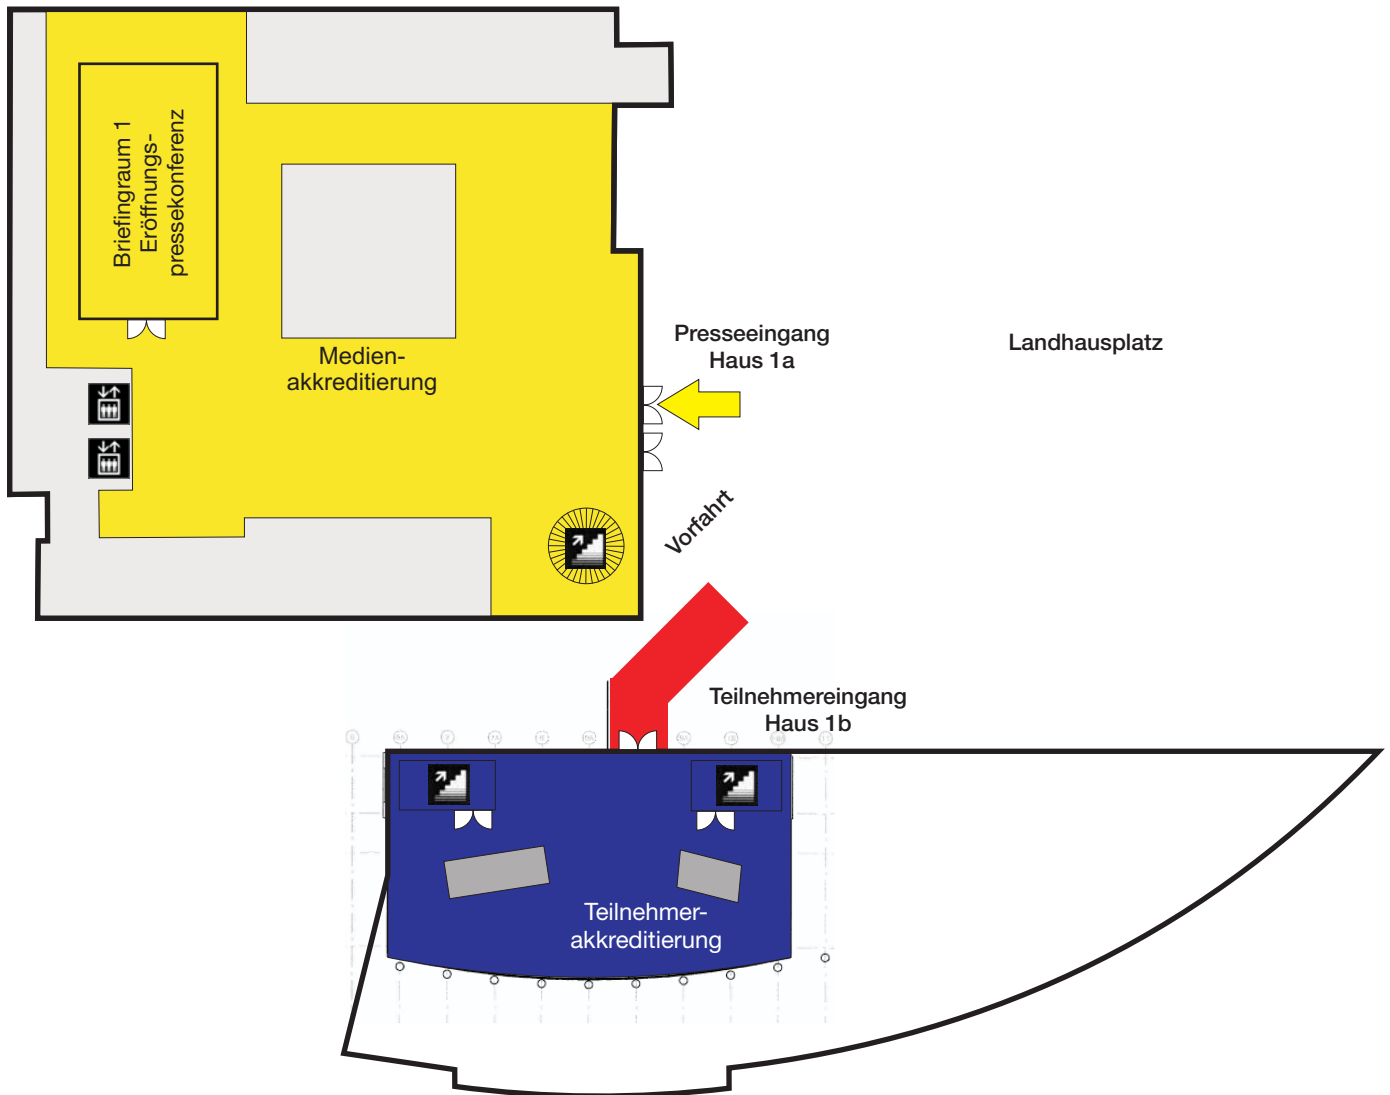 Briefingraum 1
Eröffnungs-
pressekonferenz
Medien-
akkreditierung
Presseeingang
Haus 1a
Landhausplatz
Vorfahrt
Teilnehmereingang
Haus 1b
Teilnehmer-
akkreditierung